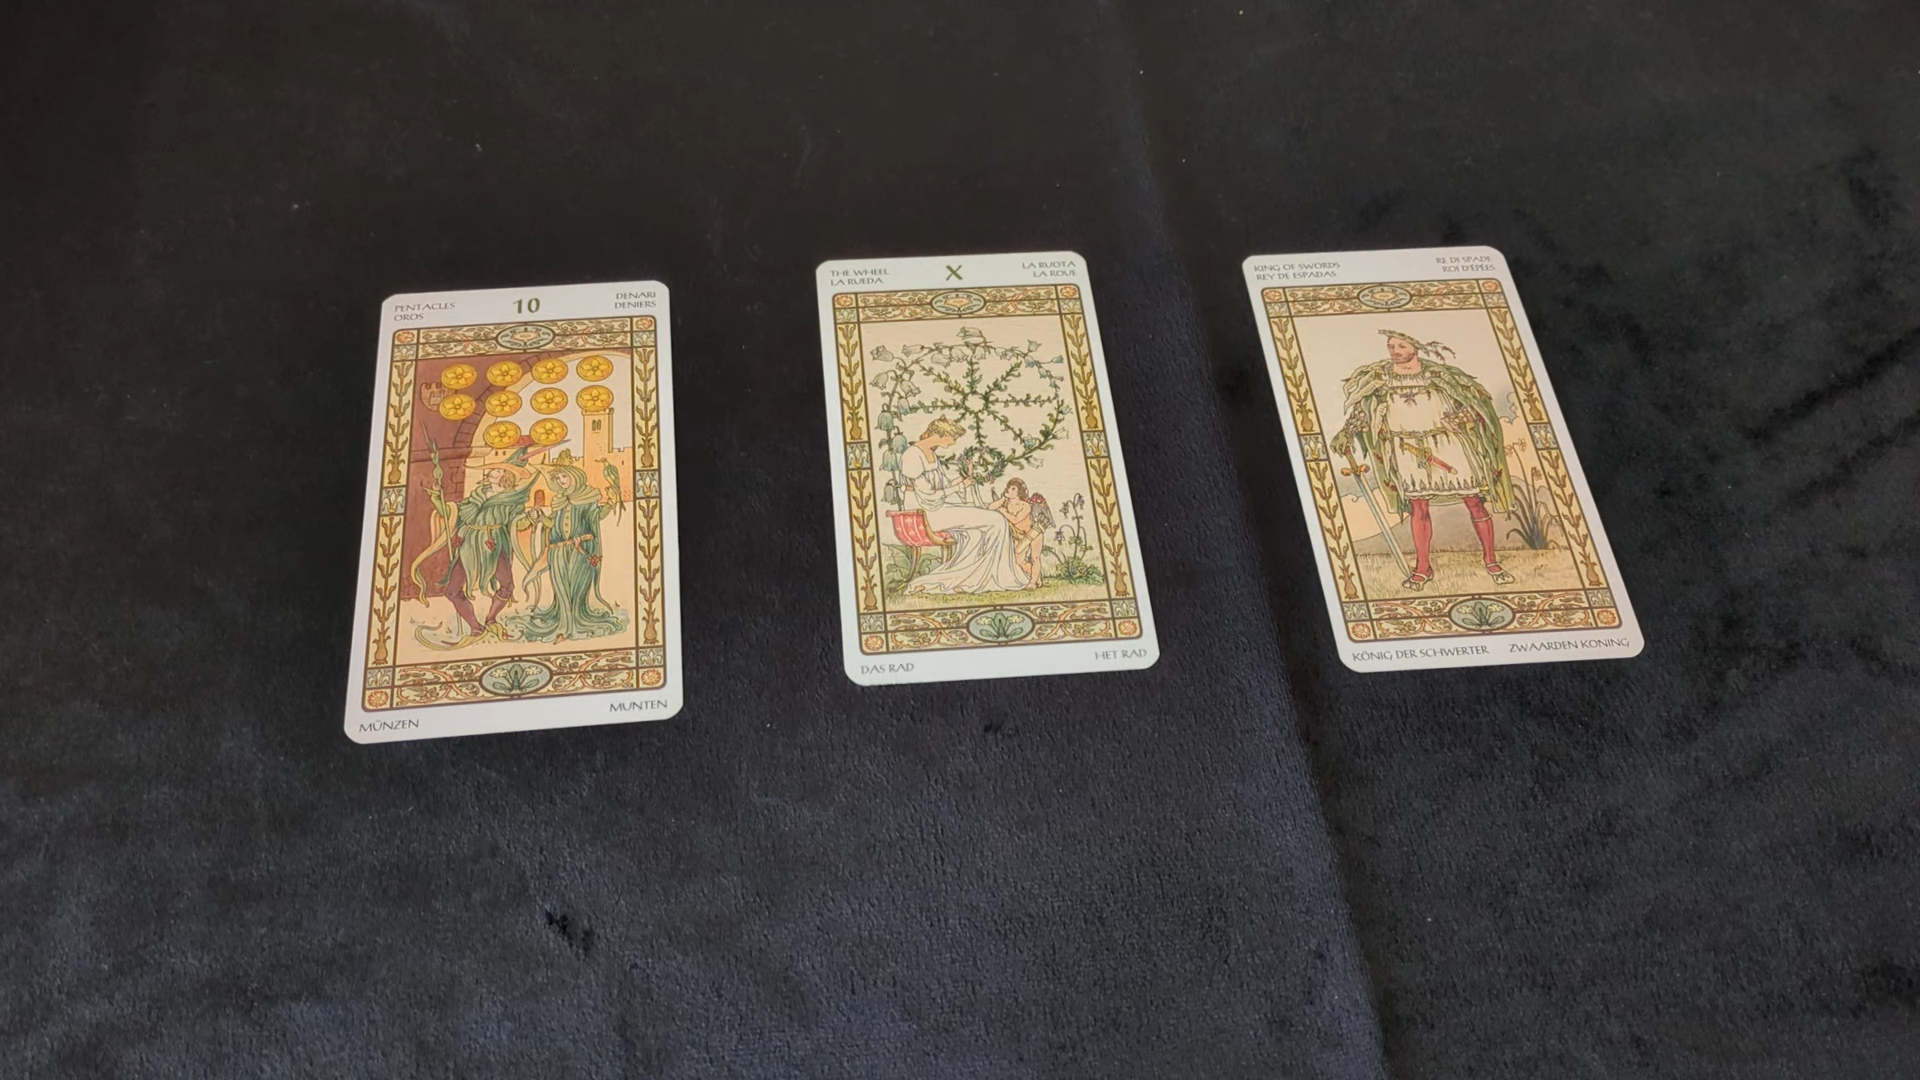 PENTACLES
OROS
10
DENARI
DENIERS
MÜNZEN
MUNTEN
THE WHEEL
LA RUEDA
X
LA RUOTA
LA ROUE
DAS RAD
HET RAD
KING OF SWORDS
REY DE ESPADAS
RE DI SPADE
ROI D'ÉPÉES
KÖNIG DER SCHWERTER
ZWAARDEN KONING